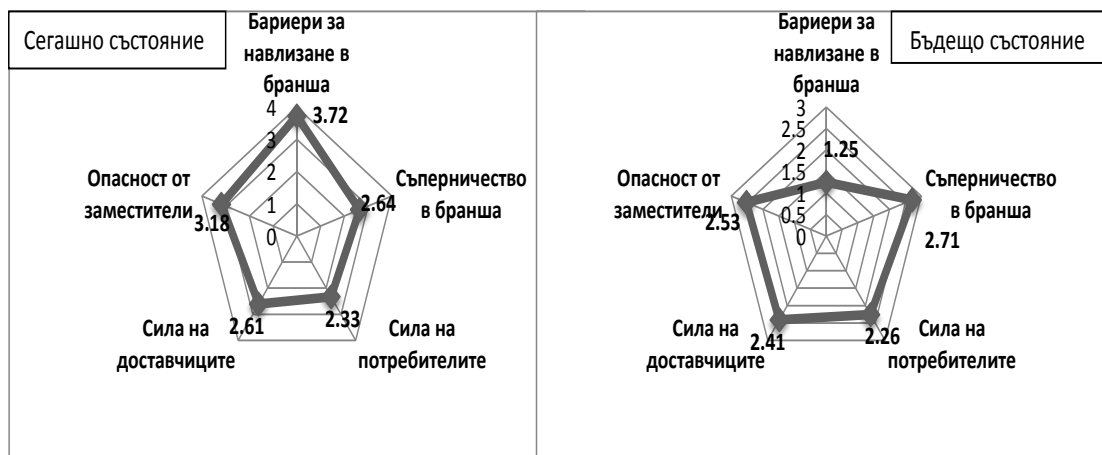 Сегашно състояние
Бариери за
навлизане в
бранша
4
3
2
1
0
3.72
Съперничество
в бранша
2.64
Сила на
потребителите
2.33
Сила на
доставчиците
2.61
Опасност от
заместители
3.18
Бъдещо състояние
Бариери за
навлизане в
бранша
3
2.5
2
1.5
1
0.5
0
1.25
Съперничество
в бранша
2.71
Сила на
потребителите
2.26
Сила на
доставчиците
2.41
Опасност от
заместители
2.53